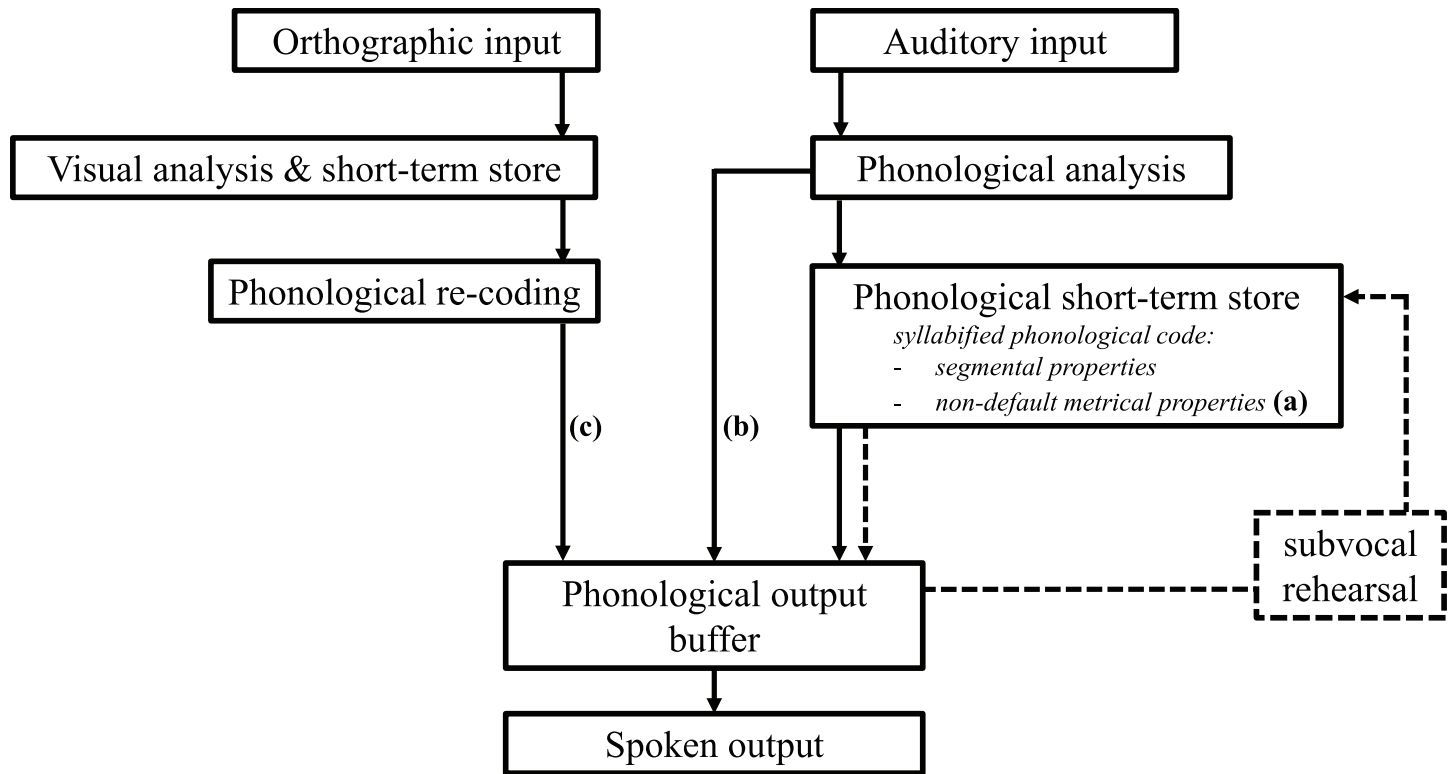 Orthographic input
Auditory input
Visual analysis & short-term store
Phonological analysis
Phonological re-coding
Phonological short-term store
syllabified phonological code:
- segmental properties
- non-default metrical properties (a)
(c)
(b)
subvocal
rehearsal
Phonological output
buffer
Spoken output